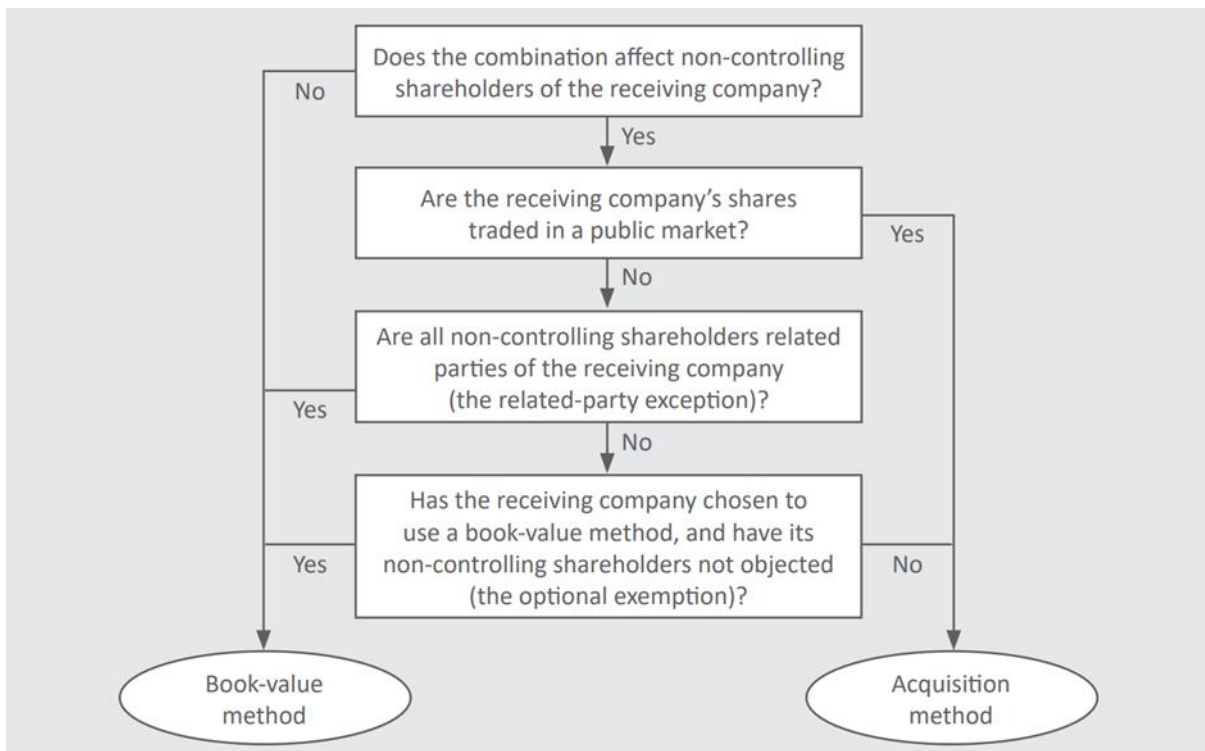 Does the combination affect non-controlling
shareholders of the receiving company?
No
Yes
Are the receiving company's shares
traded in a public market?
Yes
No
Are all non-controlling shareholders related
parties of the receiving company
(the related-party exception)?
Yes
No
Has the receiving company chosen to
use a book-value method, and have its
non-controlling shareholders not objected
(the optional exemption)?
Yes
No
Book-value
method
Acquisition
method